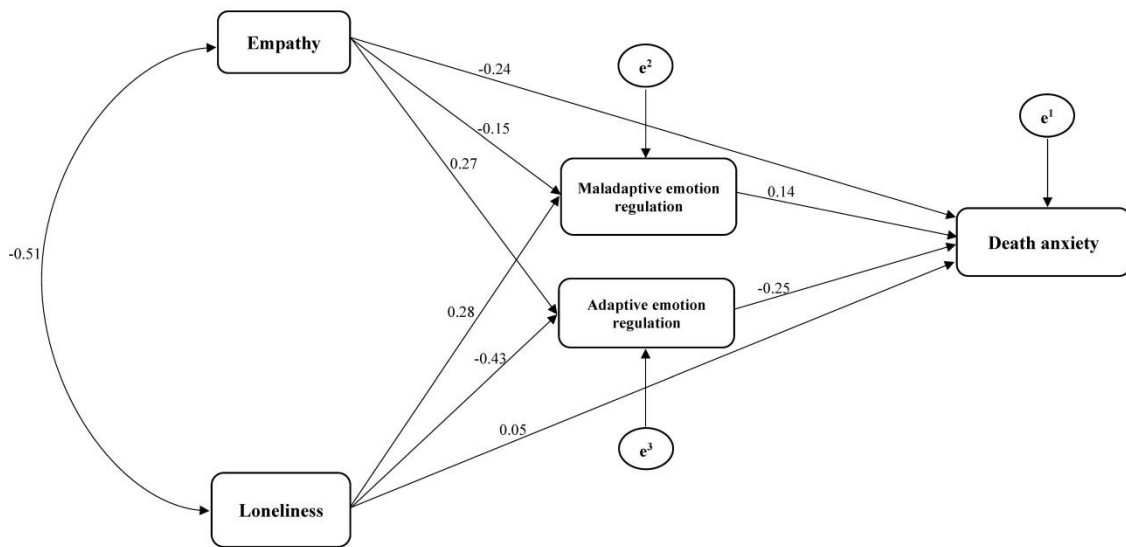 Empathy
e²
-0.24
e¹
-0.15
0.27
Maladaptive emotion
regulation
0.14
-0.51
Death anxiety
Adaptive emotion
regulation
-0.25
0.28
-0.43
0.05
e³
Loneliness